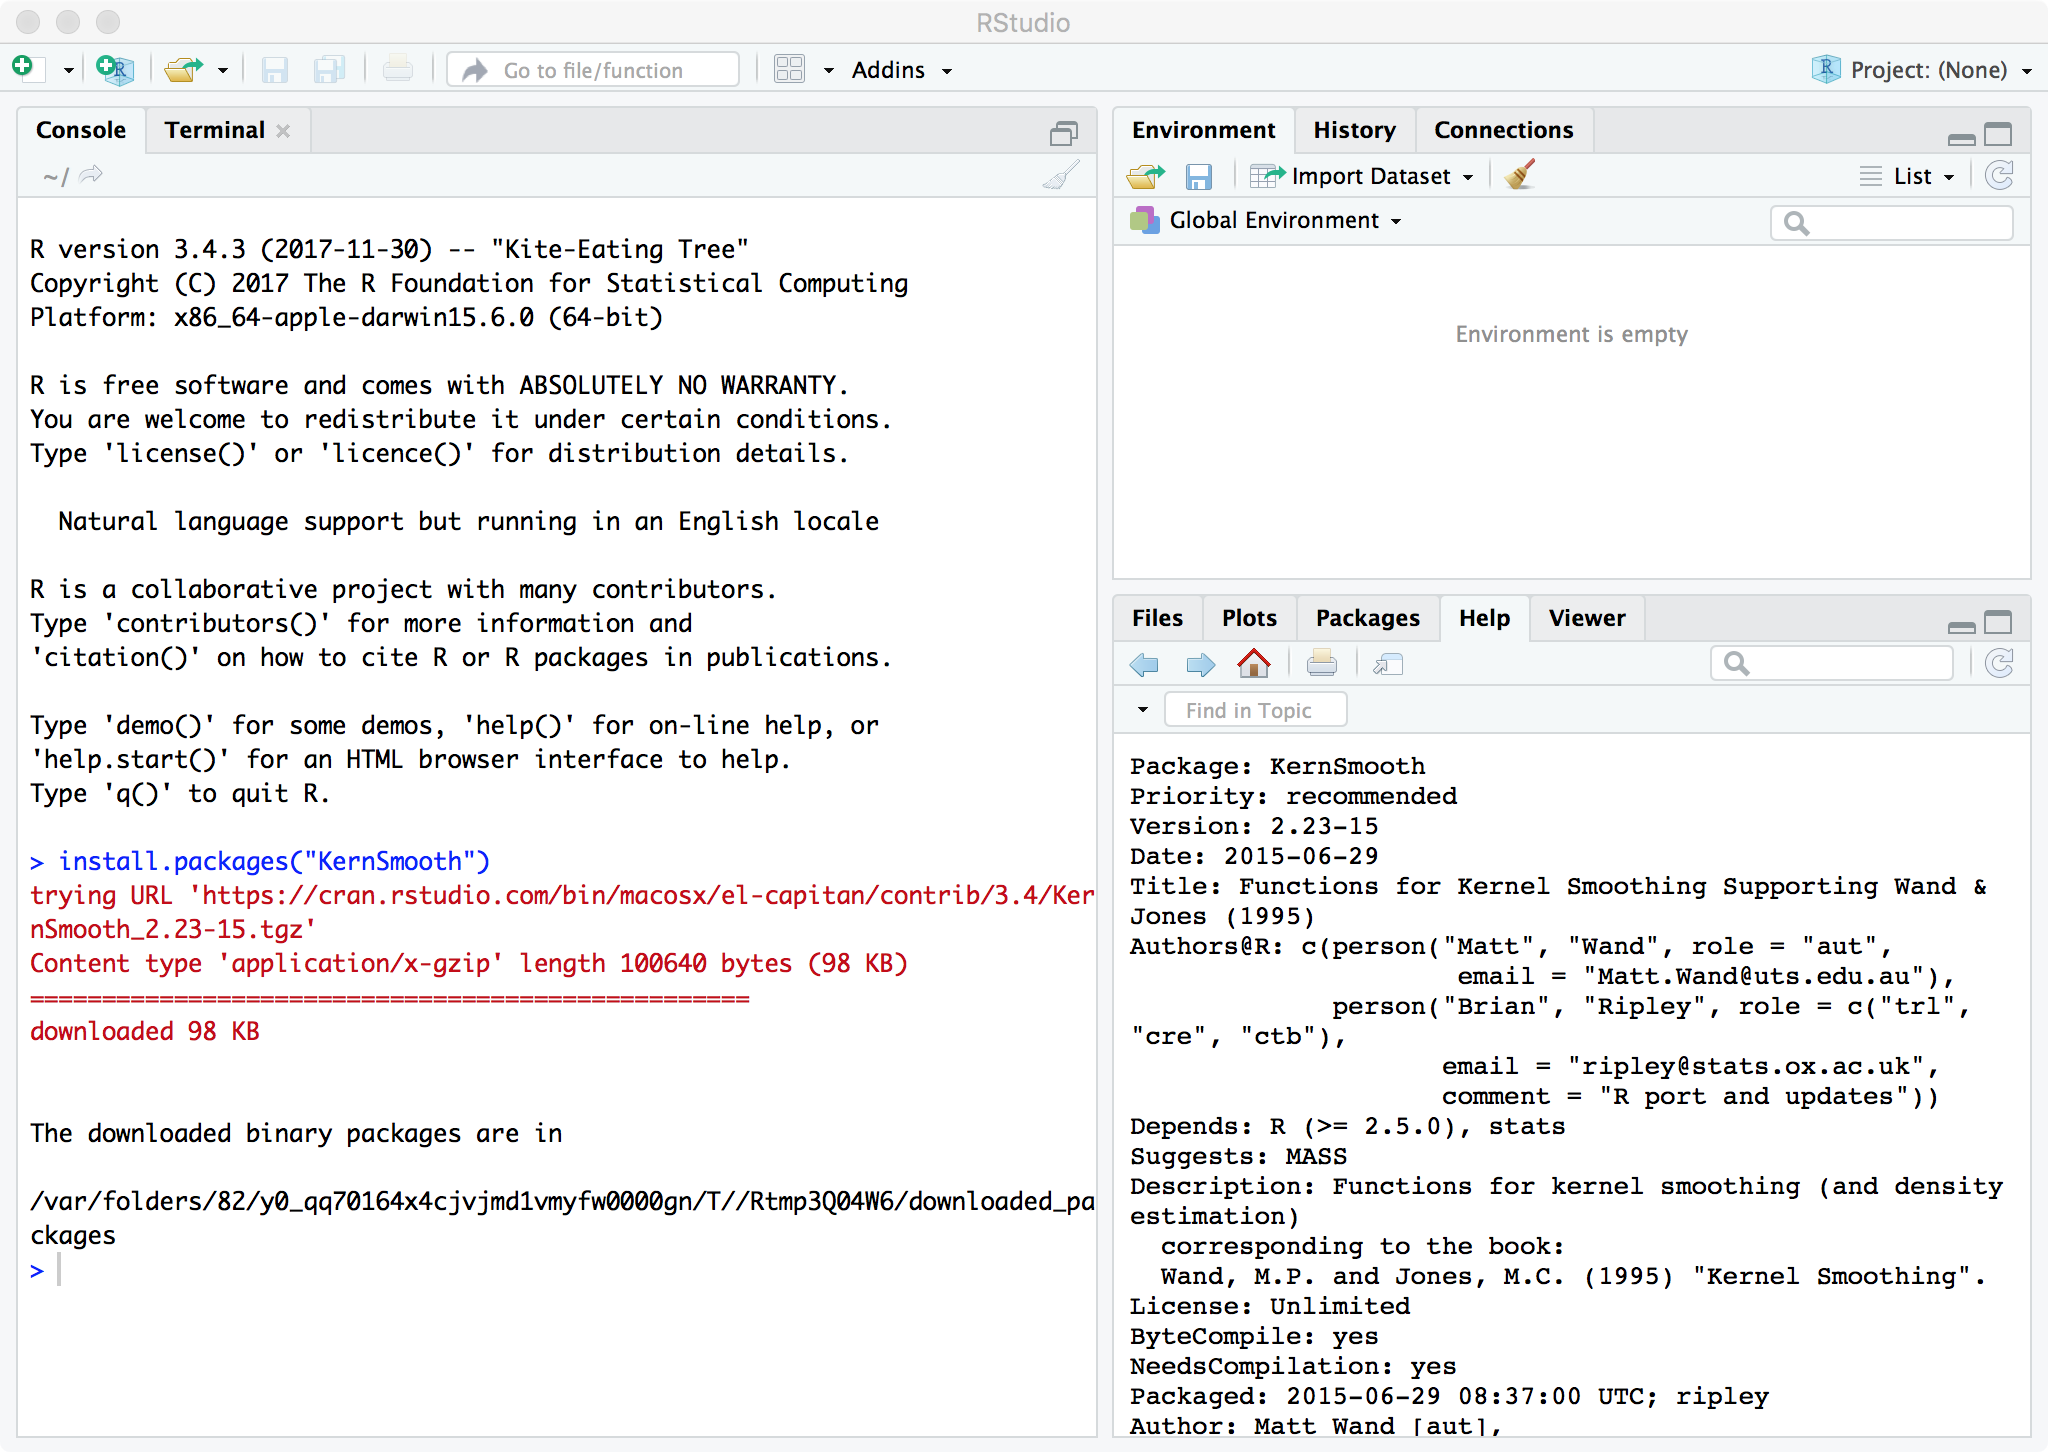 RStudio
Go to file/function
Addins
Project: (None)
Console
Terminal
~/
R version 3.4.3 (2017-11-30) -- "Kite-Eating Tree"
Copyright (C) 2017 The R Foundation for Statistical Computing
Platform: x86_64-apple-darwin15.6.0 (64-bit)
R is free software and comes with ABSOLUTELY NO WARRANTY.
You are welcome to redistribute it under certain conditions.
Type 'license()' or 'licence()' for distribution details.
Natural language support but running in an English locale
R is a collaborative project with many contributors.
Type 'contributors()' for more information and
'citation()' on how to cite R or R packages in publications.
Type 'demo()' for some demos, 'help()' for on-line help, or
'help.start()' for an HTML browser interface to help.
Type 'q()' to quit R.
> install.packages("KernSmooth")
trying URL 'https://cran.rstudio.com/bin/macosx/el-capitan/contrib/3.4/Ker
nSmooth_2.23-15.tgz'
Content type 'application/x-gzip' length 100640 bytes (98 KB)
==================================================
downloaded 98 KB
The downloaded binary packages are in
/var/folders/82/y0_qq70164x4cjvjmd1vmyfw0000gn/T//Rtmp3Q04W6/downloaded_pa
ckages
>
Environment
History
Connections
Import Dataset
List
Global Environment
Environment is empty
Files
Plots
Packages
Help
Viewer
Find in Topic
Package: KernSmooth
Priority: recommended
Version: 2.23-15
Date: 2015-06-29
Title: Functions for Kernel Smoothing Supporting Wand &
Jones (1995)
Authors@R: c(person("Matt", "Wand", role = "aut",
email = "Matt.Wand@uts.edu.au"),
person("Brian", "Ripley", role = c("trl",
"cre", "ctb"),
email = "ripley@stats.ox.ac.uk",
comment = "R port and updates"))
Depends: R (>= 2.5.0), stats
Suggests: MASS
Description: Functions for kernel smoothing (and density
estimation)
corresponding to the book:
Wand, M.P. and Jones, M.C. (1995) "Kernel Smoothing".
License: Unlimited
ByteCompile: yes
NeedsCompilation: yes
Packaged: 2015-06-29 08:37:00 UTC; ripley
Author: Matt Wand [aut],